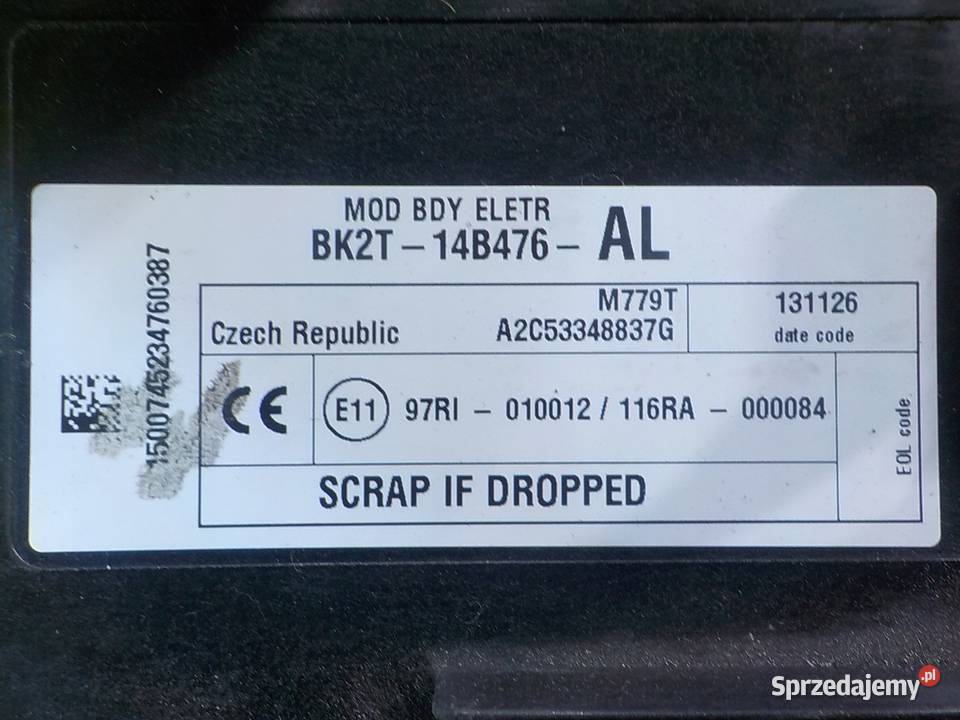 MOD BDY ELETR
BK2T - 14B476 - AL
15007452347603​87
Czech Republic
M779T
A2C53348837G
131126
date code
CE
E11 97RI - 010012 / 116RA - 000084
EOL code
SCRAP IF DROPPED
Sprzedajemy.pl